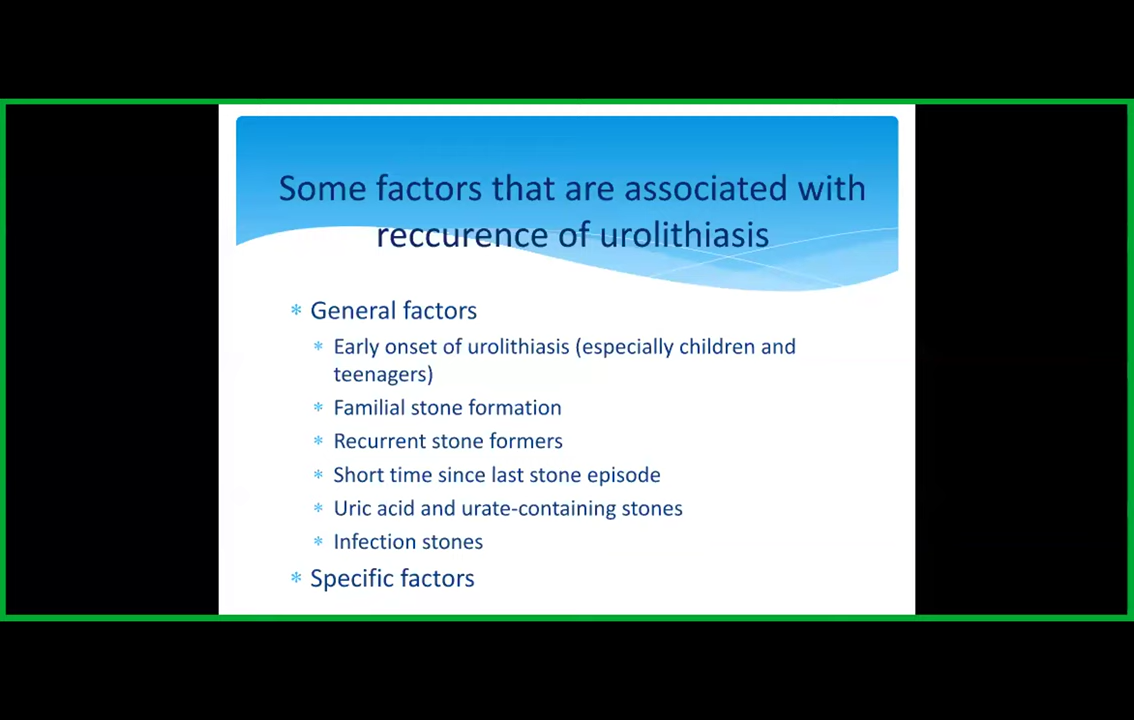 Some factors that are associated with
reccurence of urolithiasis
* General factors
* Early onset of urolithiasis (especially children and
teenagers)
* Familial stone formation
* Recurrent stone formers
* Short time since last stone episode
* Uric acid and urate-containing stones
* Infection stones
* Specific factors